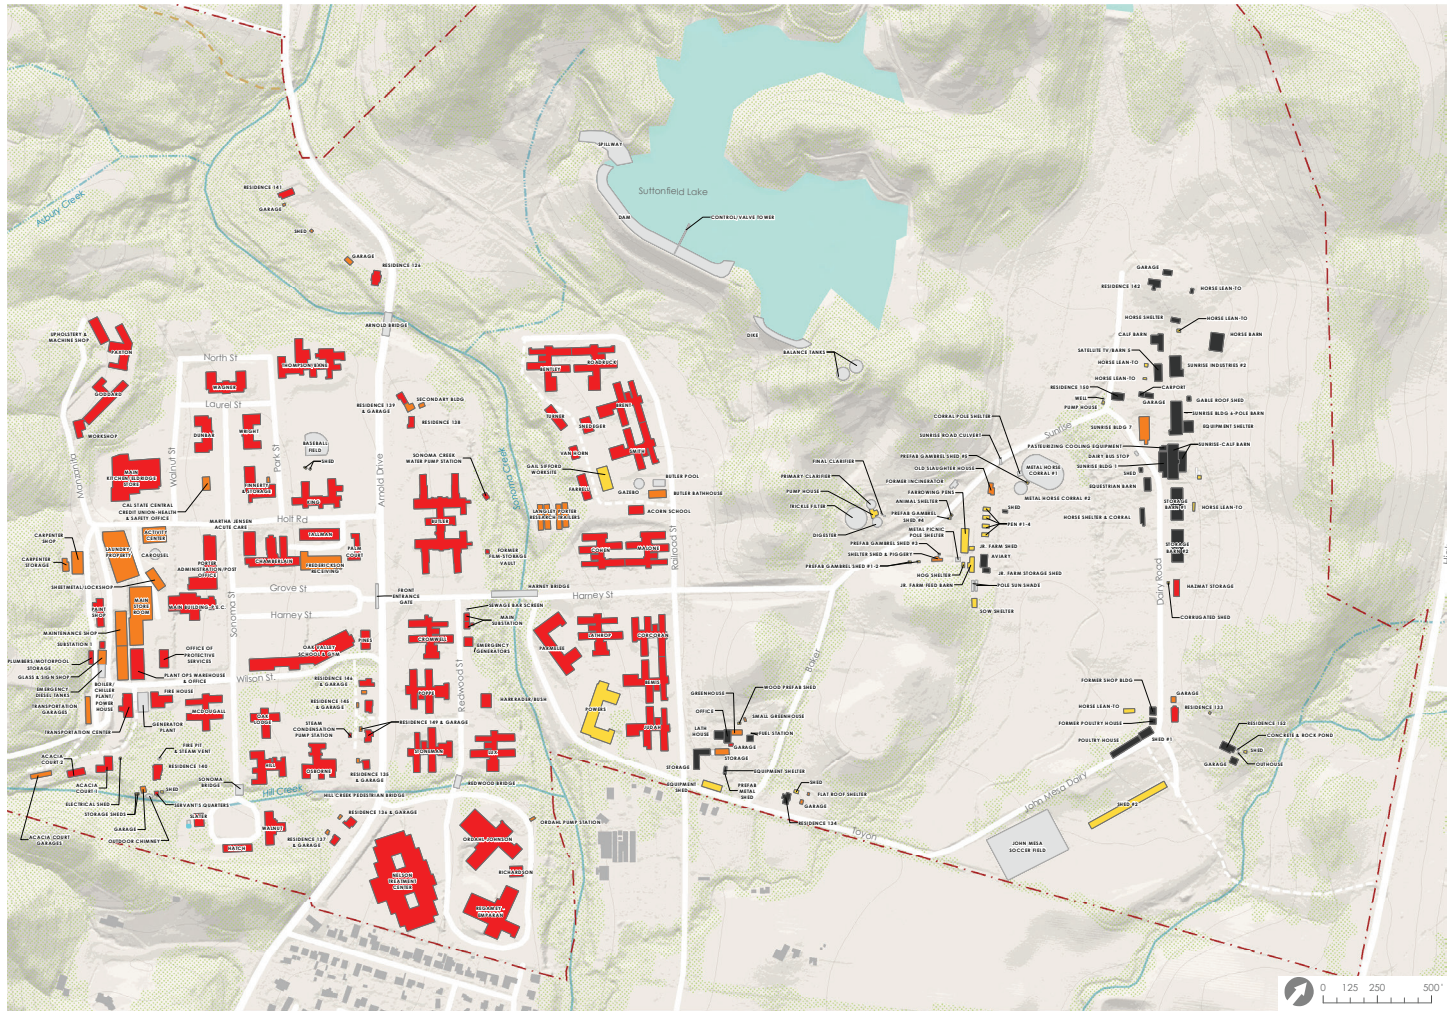 SPILLWAY
Suttonfield Lake
DAM
CONTROL/VALVE TOWER
DIKE
BALANCE TANKS
Asbury Creek
RESIDENCE 141
GARAGE
SHED
GARAGE
RESIDENCE 126
ARNOLD BRIDGE
UPHOLSTERY &
MACHINE SHOP
PAXTON
GODDARD
WORKSHOP
North St
THOMPSON/BANE
WAGNER
Laurel St
DUNBAR
WRIGHT
Manzanita
Walnut St
Park St
BASEBALL
FIELD
SHED
MAIN
KITCHEN/ELDRIDGE
STORE
FINNERTY
& STORAGE
KING
CAL STATE CENTRAL
CREDIT UNION-HEALTH
& SAFETY OFFICE
Arnold Drive
RESIDENCE 139
& GARAGE
SECONDARY BLDG
RESIDENCE 138
SONOMA CREEK
WATER PUMP STATION
Sonoma Creek
BENTLEY
ROADRUCK
BRENT
TURNER
SNEDEGER
SMITH
VAN HORN
GAIL SIFFORD
WORKSITE
FARRELL
GAZEBO
BUTLER POOL
BUTLER BATHHOUSE
ACORN SCHOOL
LANGLEY PORTER
RESEARCH TRAILERS
COHEN
MALONE
Railroad St
BUTLER
FORMER
FILM-STORAGE
VAULT
HARNEY BRIDGE
Holt Rd
MARTHA JENSEN
ACUTE CARE
TALLMAN
PALM
COURT
CHAMBERLAIN
FREDERICKSON
RECEIVING
CARPENTER
SHOP
CARPENTER
STORAGE
LAUNDRY/
PROPERTY
ACTIVITY
CENTER
CAROUSEL
PORTER
ADMINISTRATION/POST
OFFICE
SHEETMETAL/LOCKSHOP
MAIN
STORE
ROOM
MAIN BUILDING-P.E.C.
Sonoma St
Grove St
Harney St
Harney St
FRONT
ENTRANCE
GATE
PAINT
SHOP
MAINTENANCE SHOP
SUBSTATION 1
PLUMBERS/MOTORPOOL
STORAGE
GLASS & SIGN SHOP
EMERGENCY
DIESEL TANKS
TRANSPORTATION
GARAGES
BOILER/
CHILLER
PLANT/
POWER
HOUSE
TRANSPORTATION CENTER
OFFICE OF
PROTECTIVE
SERVICES
PLANT OPS WAREHOUSE
& OFFICE
FIRE HOUSE
GENERATOR
PLANT
MCDOUGALL
Wilson St.
OAK VALLEY
SCHOOL & GYM
PINES
RESIDENCE 146
& GARAGE
RESIDENCE 145
& GARAGE
OAK
LODGE
STEAM
CONDENSATION
PUMP STATION
RESIDENCE 149 & GARAGE
RESIDENCE 135
& GARAGE
HILL
OSBORNE
SEWAGE BAR SCREEN
MAIN
SUBSTATION
EMERGENCY
GENERATORS
CROMWELL
POPPE
Redwood St
HARKRADER/BUSH
STONEMAN
LUX
PARMELEE
LATHROP
CORCORAN
BEMIS
POWERS
JUDAH
FIRE PIT
& STEAM VENT
RESIDENCE 140
ACACIA
COURT-2
ACACIA
COURT-1
ELECTRICAL SHED
STORAGE SHEDS
SHED
SERVANT'S QUARTERS
GARAGE
OUTDOOR CHIMNEY
ACACIA COURT
GARAGES
SONOMA
BRIDGE
Hill Creek
HILL CREEK PEDESTRIAN BRIDGE
REDWOOD BRIDGE
RESIDENCE 136 & GARAGE
RESIDENCE 137
& GARAGE
SLATER
WALNUT
HATCH
NELSON
TREATMENT
CENTER
ORDAHL PUMP STATION
ORDAHL JOHNSON
RICHARDSON
REGAMEY-
EMPARAN
GREENHOUSE
WOOD PREFAB SHED
OFFICE
SMALL GREENHOUSE
LATH
HOUSE
FUEL STATION
GARAGE
STORAGE
STORAGE
EQUIPMENT SHELTER
EQUIPMENT
SHED
PREFAB
METAL
SHED
SHED
FLAT ROOF SHELTER
GARAGE
RESIDENCE 134
Toyon
Baker
John Mesa Dairy
JOHN MESA
SOCCER FIELD
SHED #2
FINAL CLARIFIER
PRIMARY CLARIFIER
PUMP HOUSE
TRICKLE FILTER
DIGESTER
CORRAL POLE SHELTER
SUNRISE ROAD CULVERT
PREFAB GAMBREL SHED #5
OLD SLAUGHTER HOUSE
FORMER INCINERATOR
FARROWING PENS
ANIMAL SHELTER
PREFAB GAMBREL
SHED #4
METAL PICNIC
POLE SHELTER
PREFAB GAMBREL SHED #3
SHELTER SHED & PIGGERY
PREFAB GAMBREL SHED #1-2
HOG SHELTER
JR. FARM FEED BARN
SHED
PEN #1-4
JR. FARM SHED
AVIARY
JR. FARM STORAGE SHED
POLE SUN SHADE
SOW SHELTER
METAL HORSE
CORRAL #1
METAL HORSE CORRAL #2
Sunrise
GARAGE
RESIDENCE 142
HORSE LEAN-TO
HORSE SHELTER
HORSE LEAN-TO
CALF BARN
HORSE BARN
SATELLITE TV/BARN 5
HORSE LEAN-TO
SUNRISE INDUSTRIES #2
HORSE LEAN-TO
RESIDENCE 150
CARPORT
WELL
PUMP HOUSE
GARAGE
GABLE ROOF SHED
SUNRISE BLDG 6-POLE BARN
SUNRISE BLDG 7
EQUIPMENT SHELTER
PASTEURIZING COOLING EQUIPMENT
SUNRISE-CALF BARN
DAIRY BUS STOP
SUNRISE BLDG 1
SHED
EQUESTRIAN BARN
STORAGE
BARN #1
HORSE LEAN-TO
HORSE SHELTER & CORRAL
STORAGE
BARN #2
Dairy Road
HAZMAT STORAGE
CORRUGATED SHED
FORMER SHOP BLDG
GARAGE
HORSE LEAN-TO
RESIDENCE 133
FORMER POULTRY HOUSE
POULTRY HOUSE
SHED #1
RESIDENCE 152
CONCRETE & ROCK POND
SHED
OUTHOUSE
GARAGE
0 125 250 500'